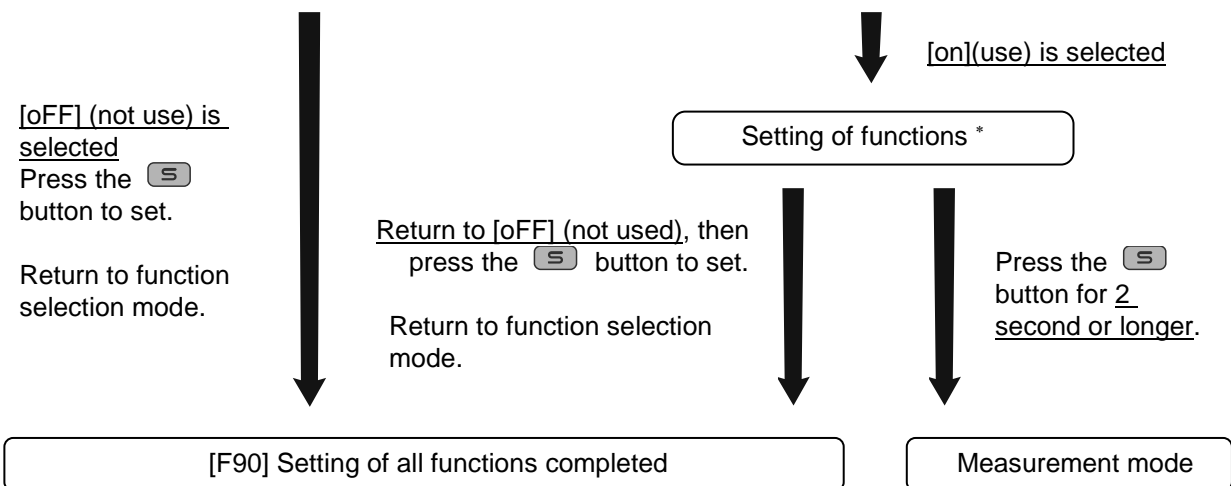 [on](use) is selected
[oFF] (not use) is
selected
Press the S
button to set.
Return to function
selection mode.
Setting of functions *
Return to [oFF] (not used), then
press the S button to set.
Return to function selection
mode.
Press the S
button for 2
second or longer.
[F90] Setting of all functions completed
Measurement mode